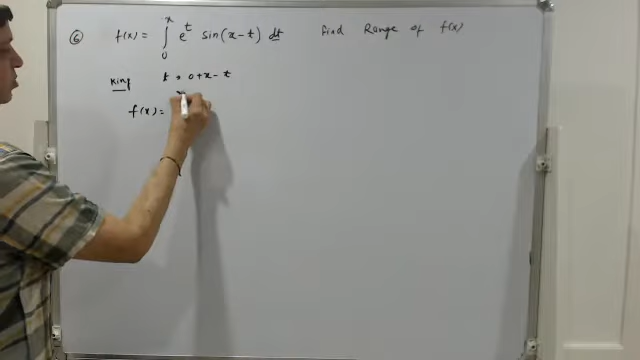 ⑥ f(x) = ∫₀ˣ eᵗ sin(x-t) dt Find Range of f(x)
King t → 0+x-t
f(x) =